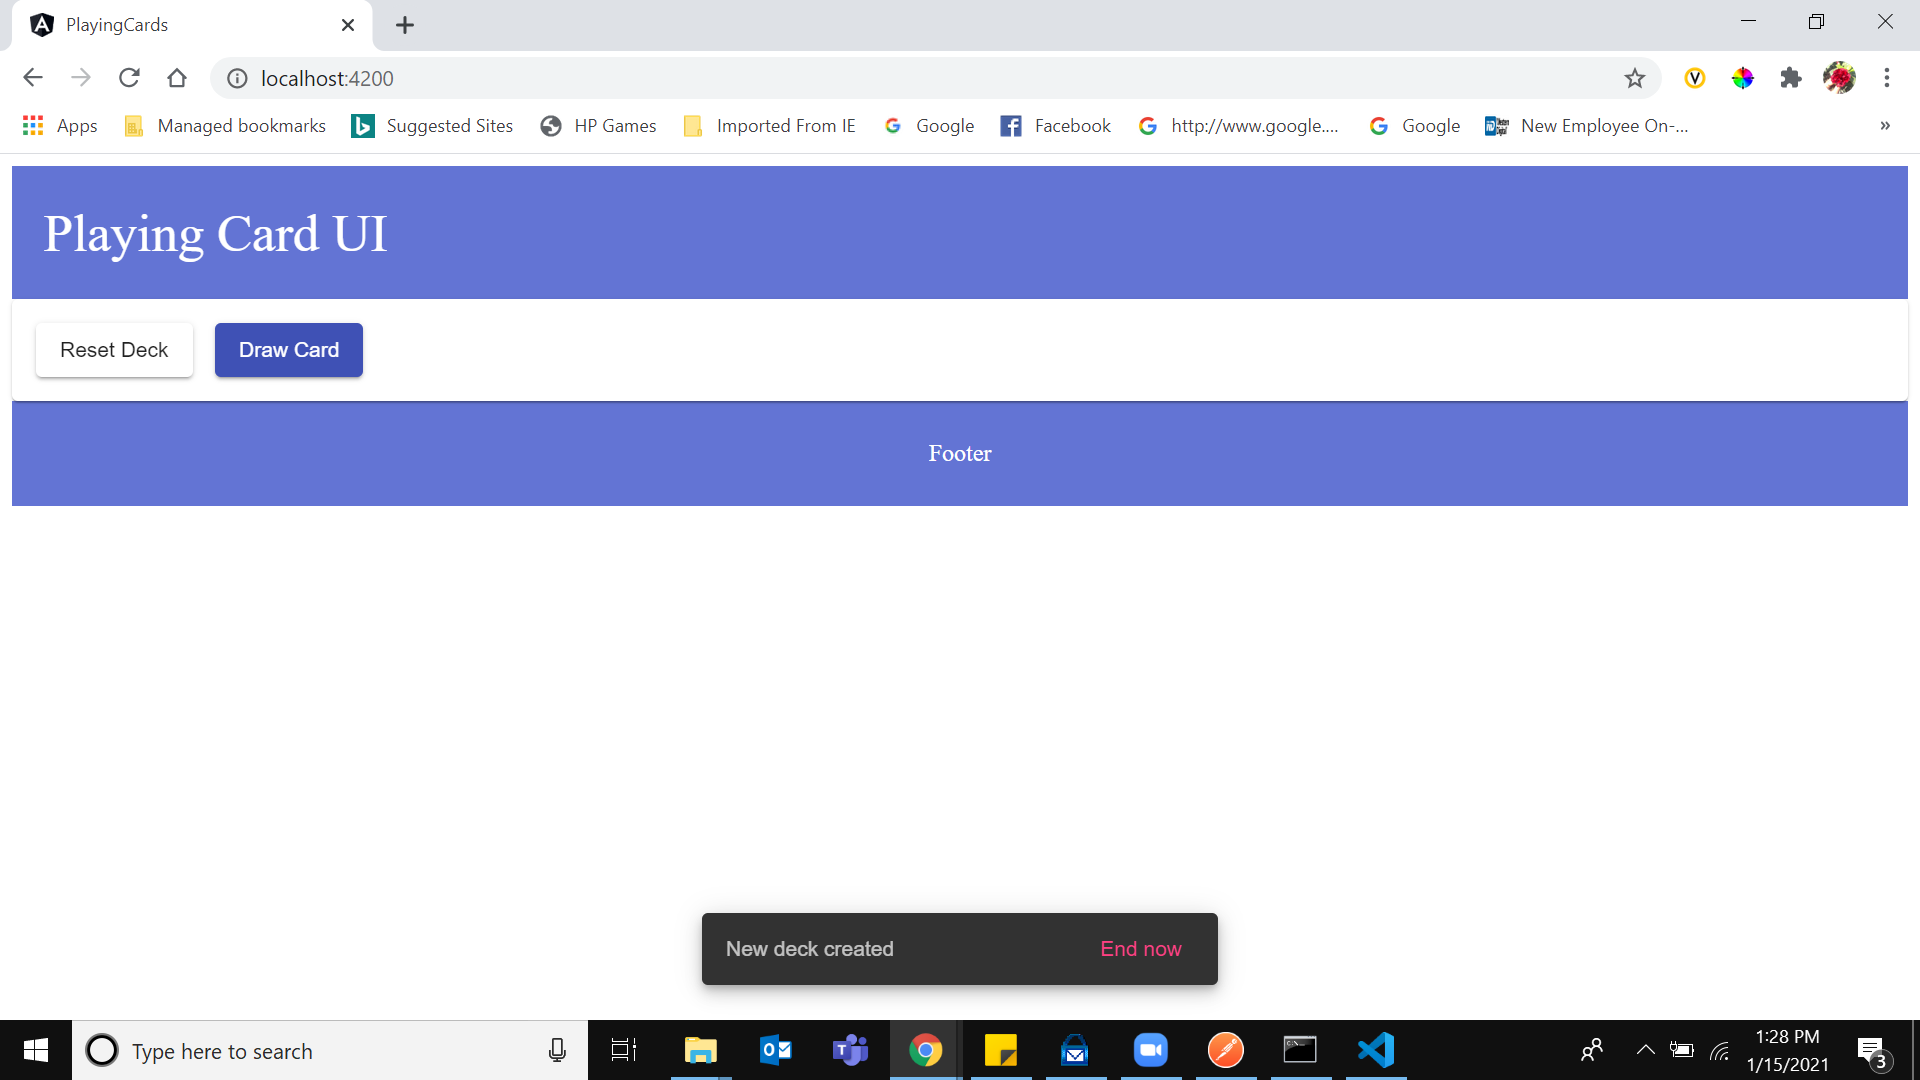 PlayingCards
localhost:4200
Apps Managed bookmarks Suggested Sites HP Games Imported From IE Google Facebook http://www.google.... Google New Employee On-...
»
Playing Card UI
Reset Deck Draw Card
Footer
New deck created End now
Type here to search
1:28 PM
1/15/2021
3